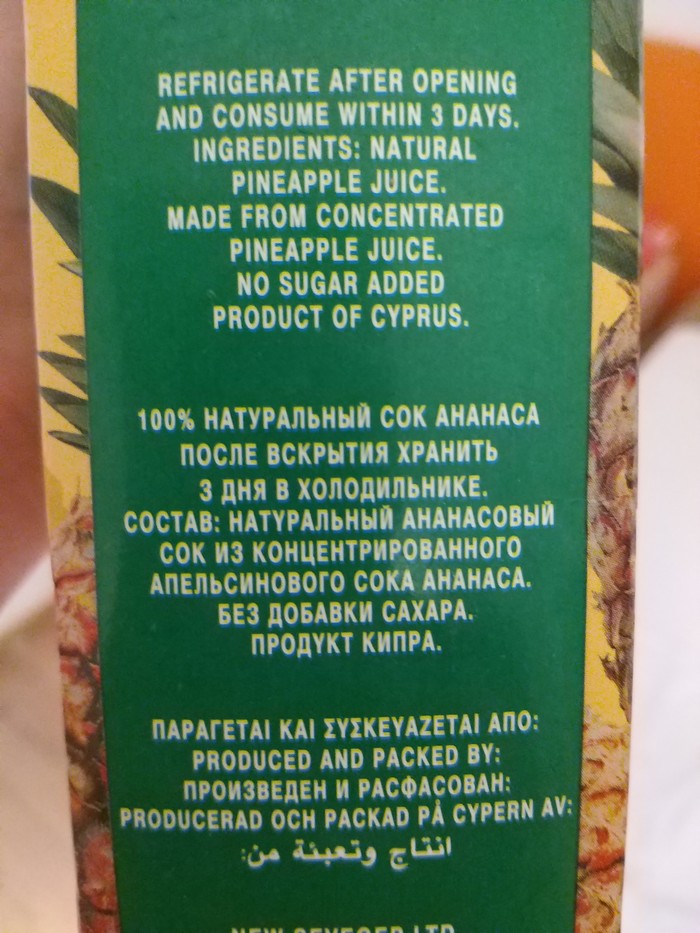 REFRIGERATE AFTER OPENING
AND CONSUME WITHIN 3 DAYS.
INGREDIENTS: NATURAL
PINEAPPLE JUICE.
MADE FROM CONCENTRATED
PINEAPPLE JUICE.
NO SUGAR ADDED
PRODUCT OF CYPRUS.
100% НАТУРАЛЬНЫЙ СОК АНАНАСА
ПОСЛЕ ВСКРЫТИЯ ХРАНИТЬ
3 ДНЯ В ХОЛОДИЛЬНИКЕ.
СОСТАВ: НАТУРАЛЬНЫЙ АНАНАСОВЫЙ
СОК ИЗ КОНЦЕНТРИРОВАННОГО
АПЕЛЬСИНОВОГО СОКА АНАНАСА.
БЕЗ ДОБАВКИ САХАРА.
ПРОДУКТ КИПРА.
ΠΑΡΑΓΕΤΑΙ ΚΑΙ ΣΥΣΚΕΥΑΖΕΤΑΙ ΑΠΟ:
PRODUCED AND PACKED BY:
ПРОИЗВЕДЕН И РАСФАСОВАН:
PRODUCERAD OCH PACKAD PÅ CYPERN AV:
انتاج وتعبئة من:
LTD